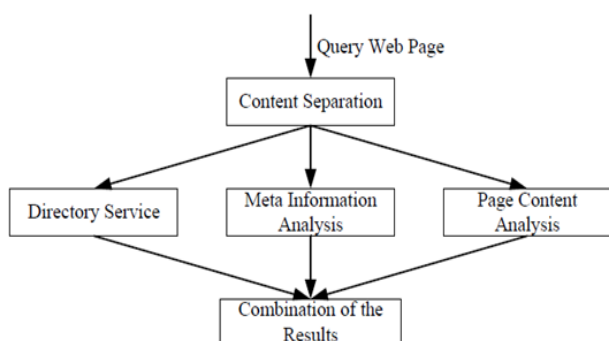 Query Web Page
Content Separation
Directory Service
Meta Information
Analysis
Page Content
Analysis
Combination of the
Results